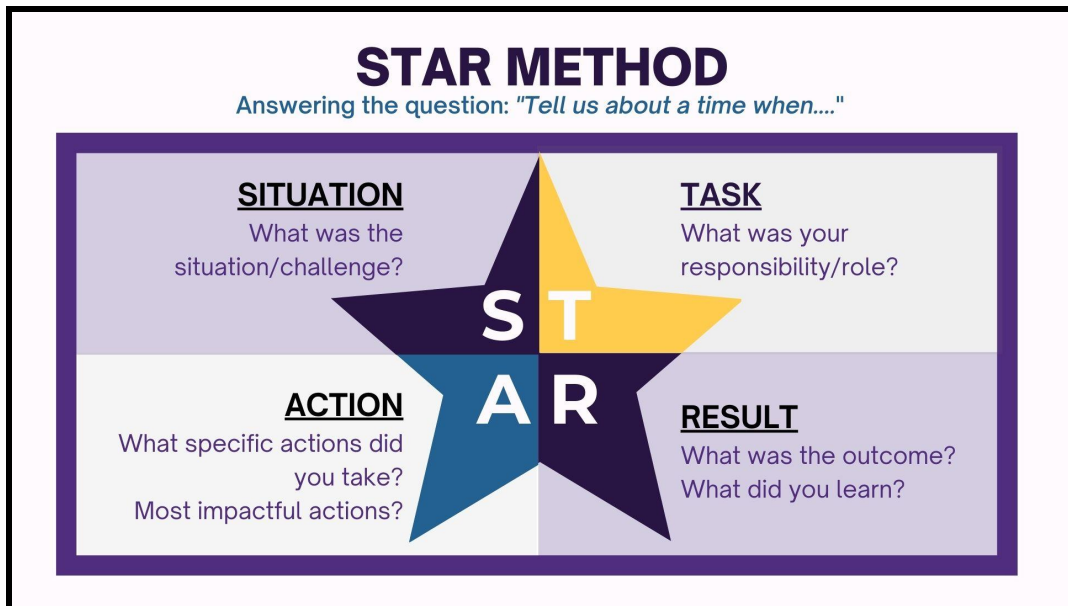 STAR METHOD
Answering the question: "Tell us about a time when...."
SITUATION
What was the
situation/challenge?
TASK
What was your
responsibility/role?
S T
A R
ACTION
What specific actions did
you take?
Most impactful actions?
RESULT
What was the outcome?
What did you learn?